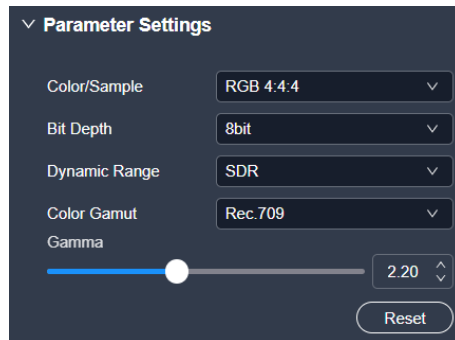 Parameter Settings
Color/Sample RGB 4:4:4
Bit Depth 8bit
Dynamic Range SDR
Color Gamut Rec.709
Gamma
2.20
Reset